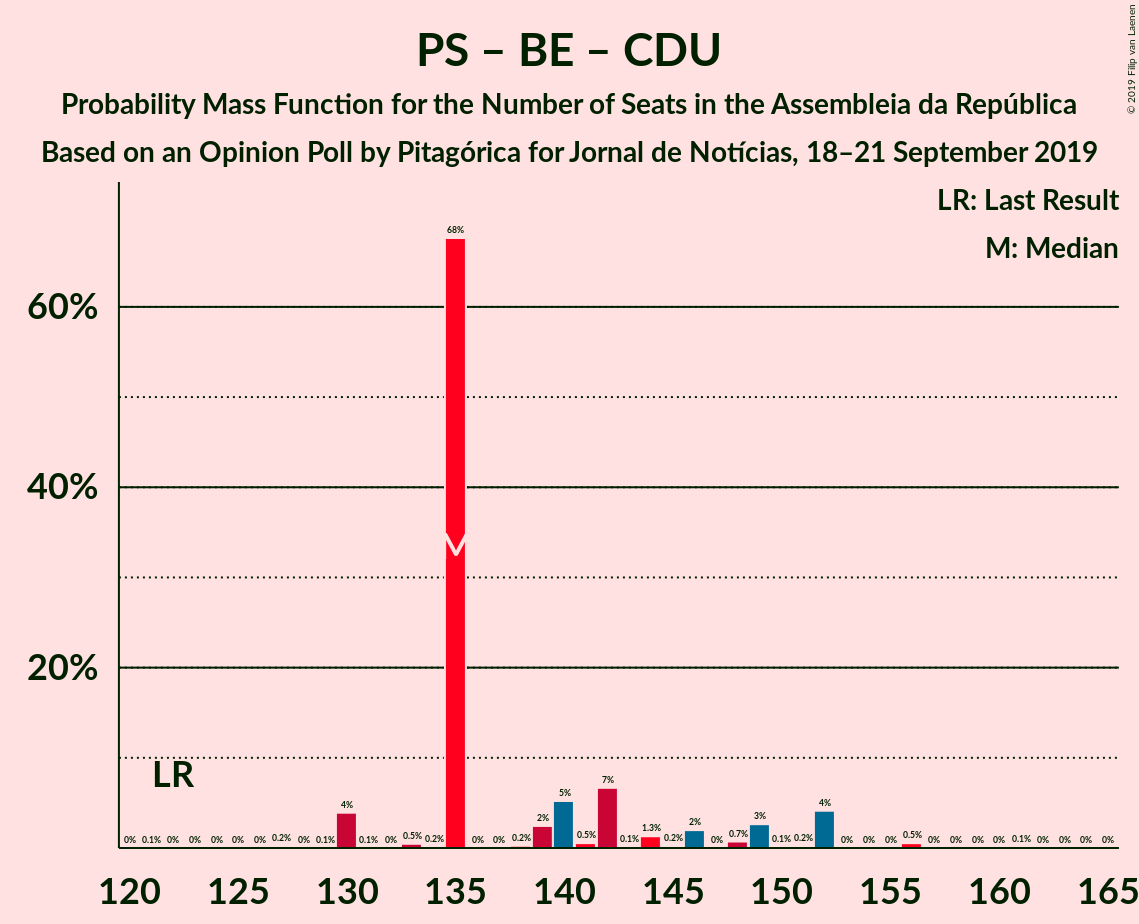 PS – BE – CDU
Probability Mass Function for the Number of Seats in the Assembleia da República
Based on an Opinion Poll by Pitagórica for Jornal de Notícias, 18–21 September 2019
© 2019 Filip van Laenen
LR: Last Result
M: Median
60%
40%
20%
LR
68%
0% 0.1% 0% 0% 0% 0% 0% 0.2% 0% 0.1% 4% 0.1% 0% 0.5% 0.2% 0% 0% 0.2% 2% 5% 0.5% 7% 0.1% 1.3% 0.2% 2% 0% 0.7% 3% 0.1% 0.2% 4% 0% 0% 0% 0.5% 0% 0% 0% 0% 0.1% 0% 0% 0% 0%
120 125 130 135 140 145 150 155 160 165